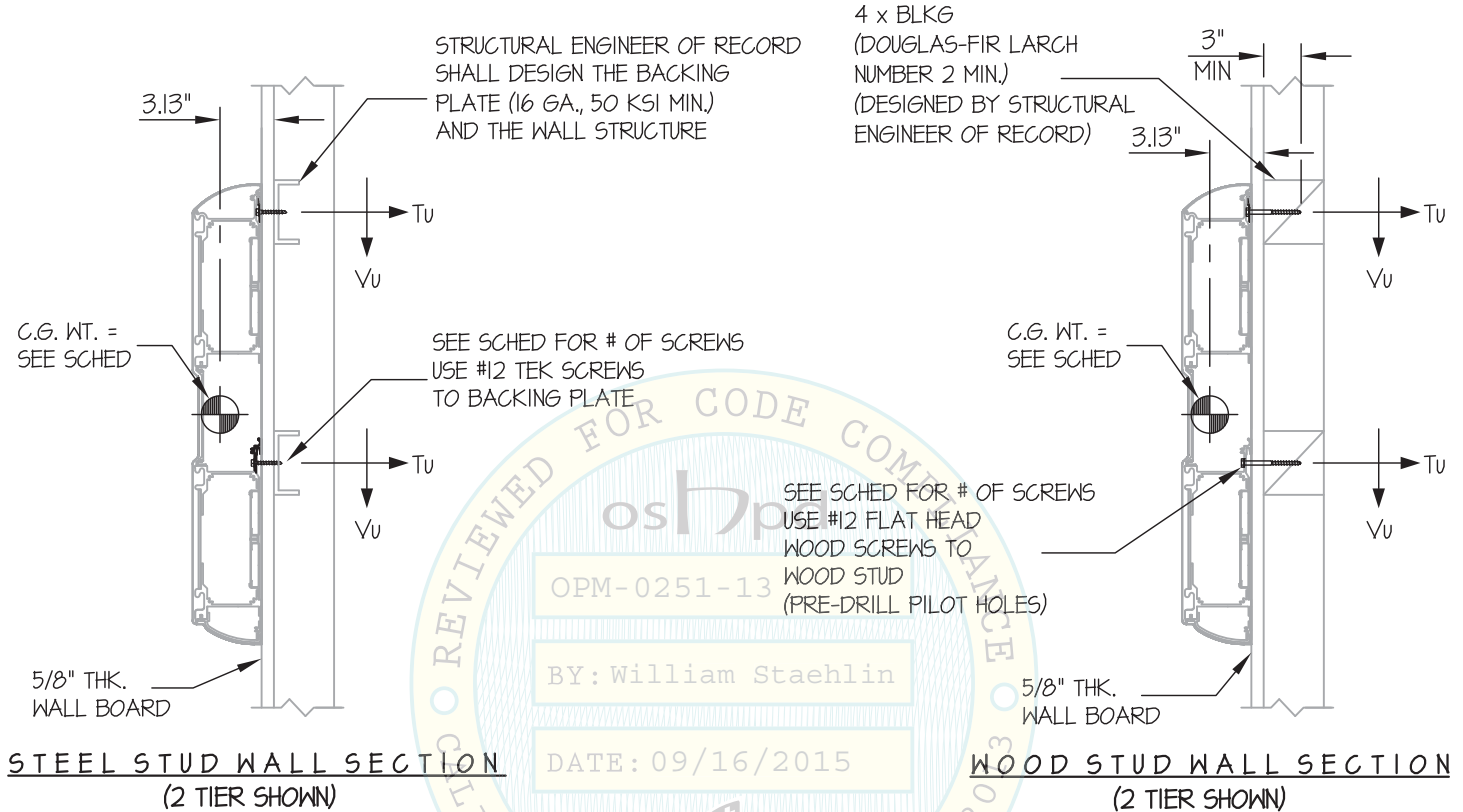 STRUCTURAL ENGINEER OF RECORD
SHALL DESIGN THE BACKING
PLATE (16 GA., 50 KSI MIN.)
AND THE WALL STRUCTURE
3.13"
Tu
Vu
C.G. WT. =
SEE SCHED
SEE SCHED FOR # OF SCREWS
USE #12 TEK SCREWS
TO BACKING PLATE
Tu
Vu
5/8" THK.
WALL BOARD
STEEL STUD WALL SECTION
(2 TIER SHOWN)
4 x BLKG
(DOUGLAS-FIR LARCH
NUMBER 2 MIN.)
(DESIGNED BY STRUCTURAL
ENGINEER OF RECORD)
3"
MIN
3.13"
Tu
Vu
C.G. WT. =
SEE SCHED
SEE SCHED FOR # OF SCREWS
USE #12 FLAT HEAD
WOOD SCREWS TO
WOOD STUD
(PRE-DRILL PILOT HOLES)
Tu
Vu
5/8" THK.
WALL BOARD
WOOD STUD WALL SECTION
(2 TIER SHOWN)
REVIEWED FOR CODE COMPLIANCE
oshpd
OPM-0251-13
BY: William Staehlin
DATE: 09/16/2015